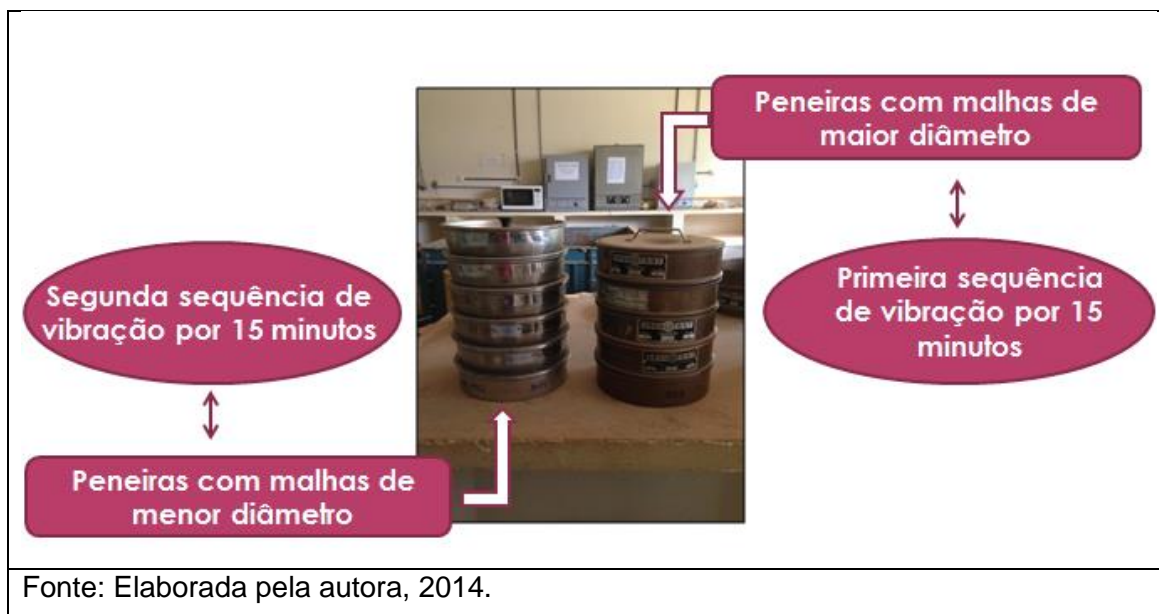 Peneiras com malhas de
maior diâmetro
Primeira sequência
de vibração por 15
minutos
Segunda sequência de
vibração por 15 minutos
Peneiras com malhas de
menor diâmetro
Fonte: Elaborada pela autora, 2014.